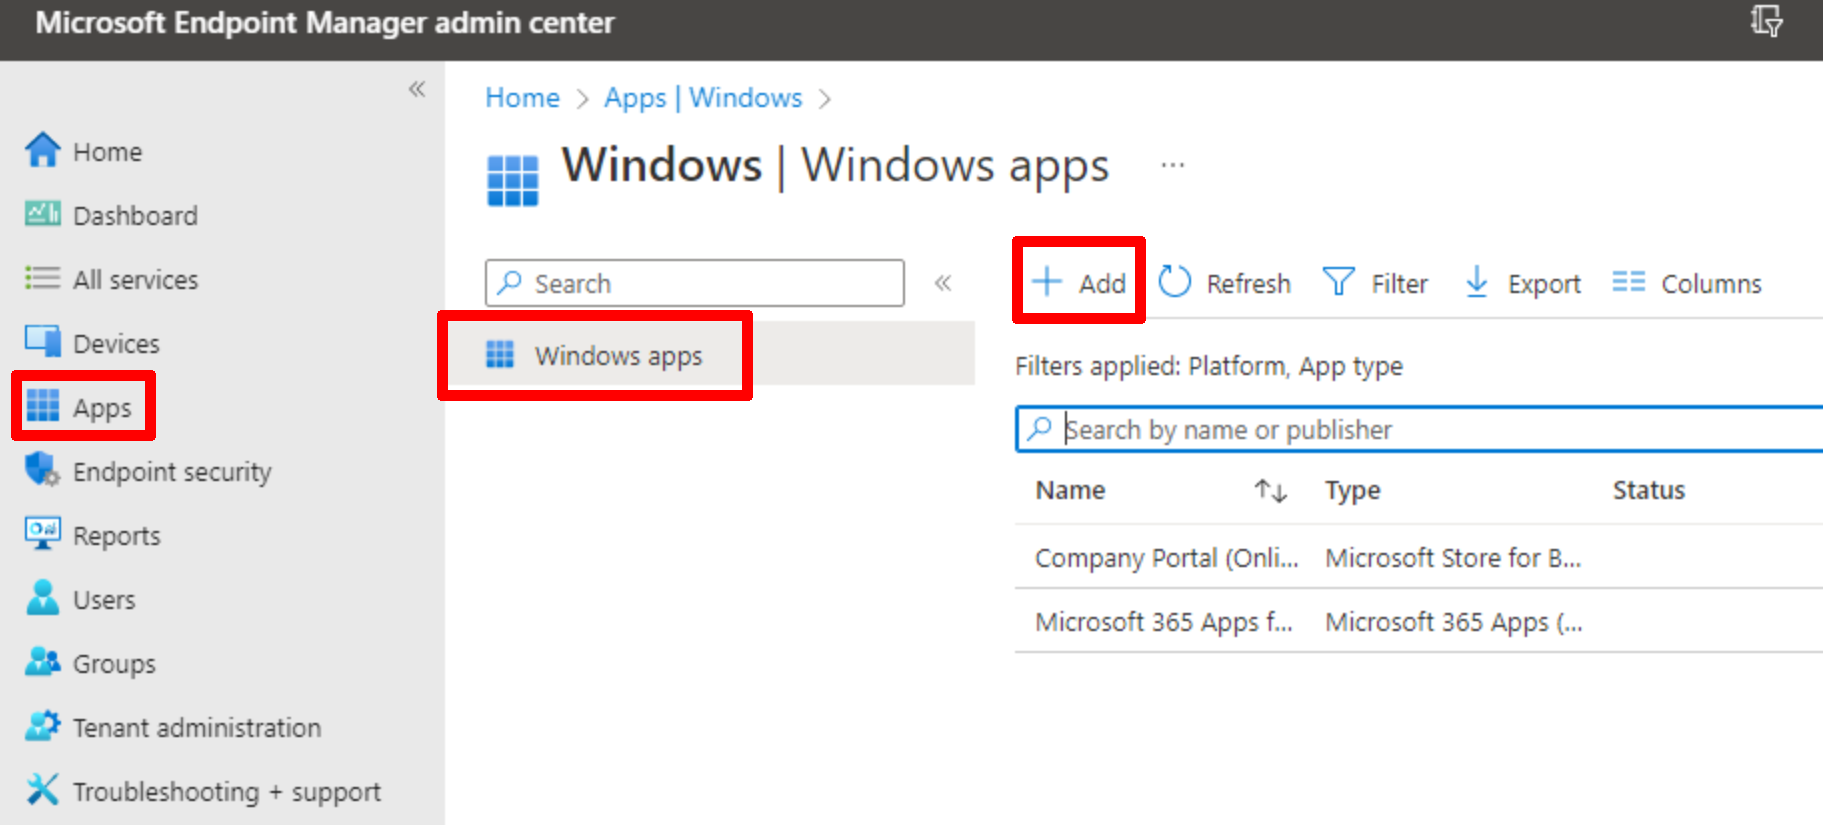 Microsoft Endpoint Manager admin center
Home
Dashboard
All services
Devices
Apps
Endpoint security
Reports
Users
Groups
Tenant administration
Troubleshooting + support
Home > Apps | Windows >
Windows | Windows apps ...
Search
Windows apps
Add Refresh Filter Export Columns
Filters applied: Platform, App type
Search by name or publisher
Name Type Status
Company Portal (Onli... Microsoft Store for B...
Microsoft 365 Apps f... Microsoft 365 Apps (...